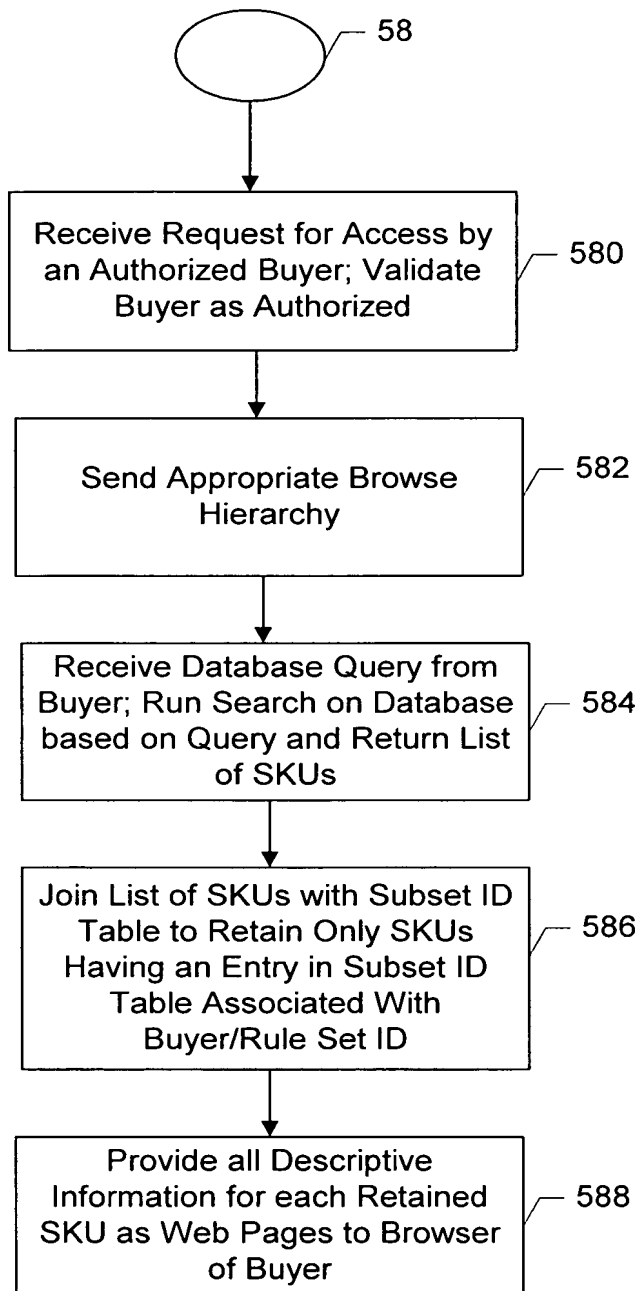 58
Receive Request for Access by
an Authorized Buyer; Validate
Buyer as Authorized
580
Send Appropriate Browse
Hierarchy
582
Receive Database Query from
Buyer; Run Search on Database
based on Query and Return List
of SKUs
584
Join List of SKUs with Subset ID
Table to Retain Only SKUs
Having an Entry in Subset ID
Table Associated With
Buyer/Rule Set ID
586
Provide all Descriptive
Information for each Retained
SKU as Web Pages to Browser
of Buyer
588